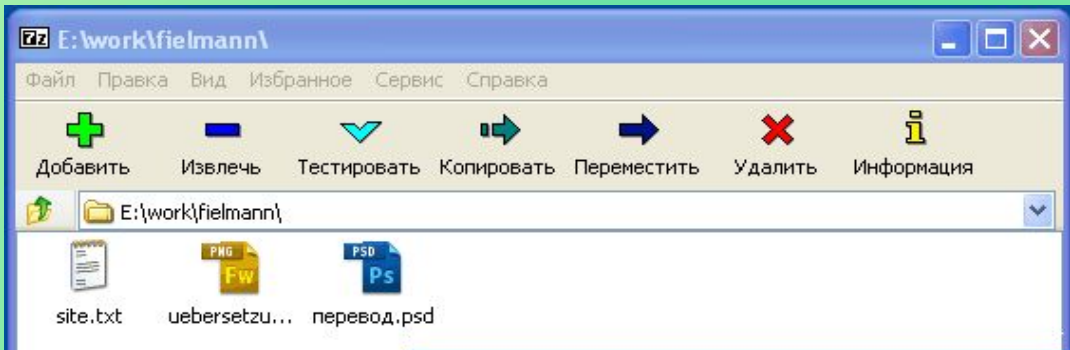 7z E:\work\fielmann\
Файл Правка Вид Избранное Сервис Справка
Добавить Извлечь Тестировать Копировать Переместить Удалить Информация
E:\work\fielmann\
PNG PSD
Fw Ps
site.txt uebersetzu... перевод.psd